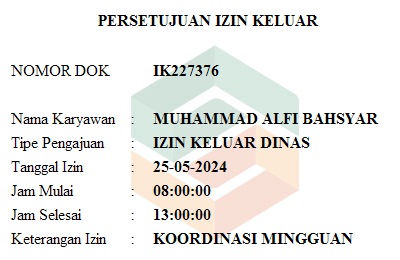 PERSETUJUAN IZIN KELUAR
NOMOR DOK IK227376
Nama Karyawan : MUHAMMAD ALFI BAHSYAR
Tipe Pengajuan : IZIN KELUAR DINAS
Tanggal Izin : 25-05-2024
Jam Mulai : 08:00:00
Jam Selesai : 13:00:00
Keterangan Izin : KOORDINASI MINGGUAN